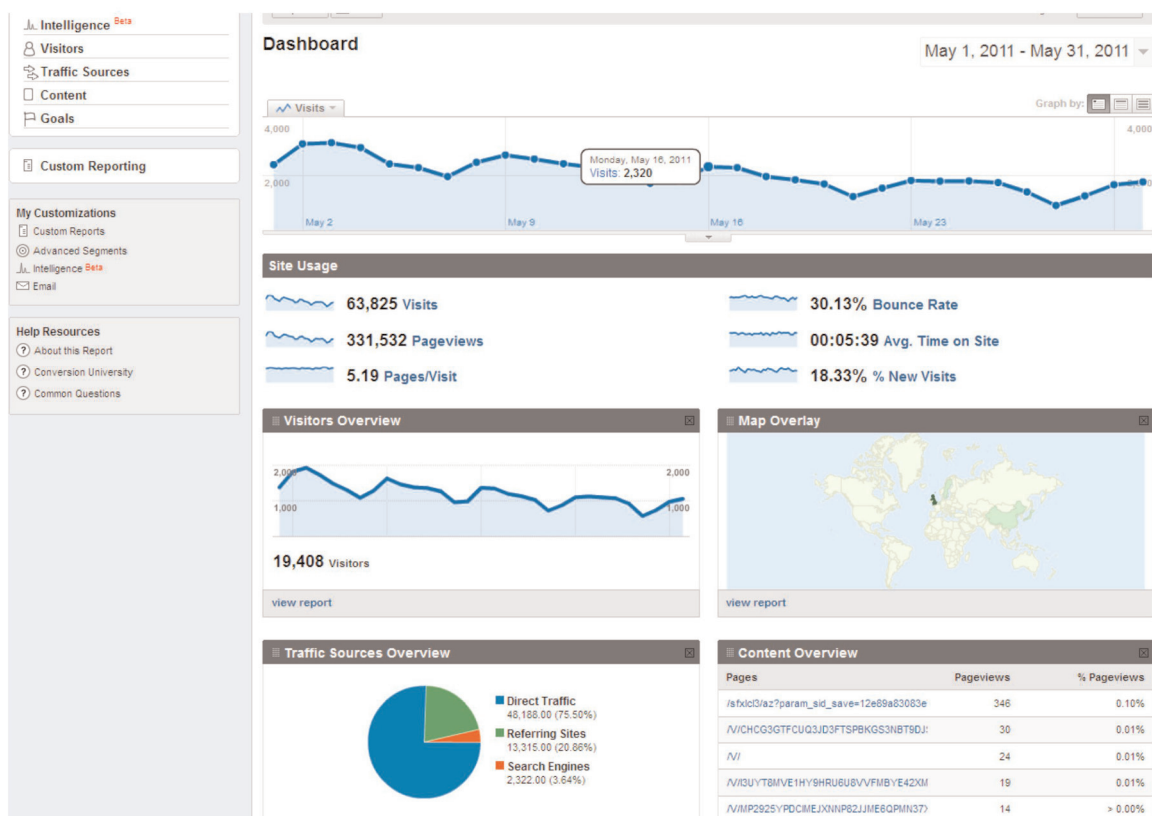 Intelligence Beta
Visitors
Traffic Sources
Content
Goals
Custom Reporting
My Customizations
Custom Reports
Advanced Segments
Intelligence Beta
Email
Help Resources
? About this Report
? Conversion University
? Common Questions
Dashboard
May 1, 2011 - May 31, 2011
Visits
Graph by:
4,000 4,000
2,000
Monday, May 16, 2011
Visits: 2,320
May 2 May 9 May 16 May 23
Site Usage
63,825 Visits
331,532 Pageviews
5.19 Pages/Visit
30.13% Bounce Rate
00:05:39 Avg. Time on Site
18.33% % New Visits
Visitors Overview
2,000 2,000
1,000 1,000
19,408 Visitors
view report
Map Overlay
view report
Traffic Sources Overview
Direct Traffic
48,188.00 (75.50%)
Referring Sites
13,315.00 (20.86%)
Search Engines
2,322.00 (3.64%)
Content Overview
Pages Pageviews % Pageviews
/sfxlcl3/az?param_sid_save=12e89a83083e 346 0.10%
/V/CHCG3GTFCUQ3JD3FTSPBKGS3NBT9DJ 30 0.01%
/V/ 24 0.01%
/V/I3UYT8MVE1HY9HRU6U8VVFMBYE42XM 19 0.01%
/V/MP2925YPDCIMEJXNNP82JJME6QPMN37 14 > 0.00%